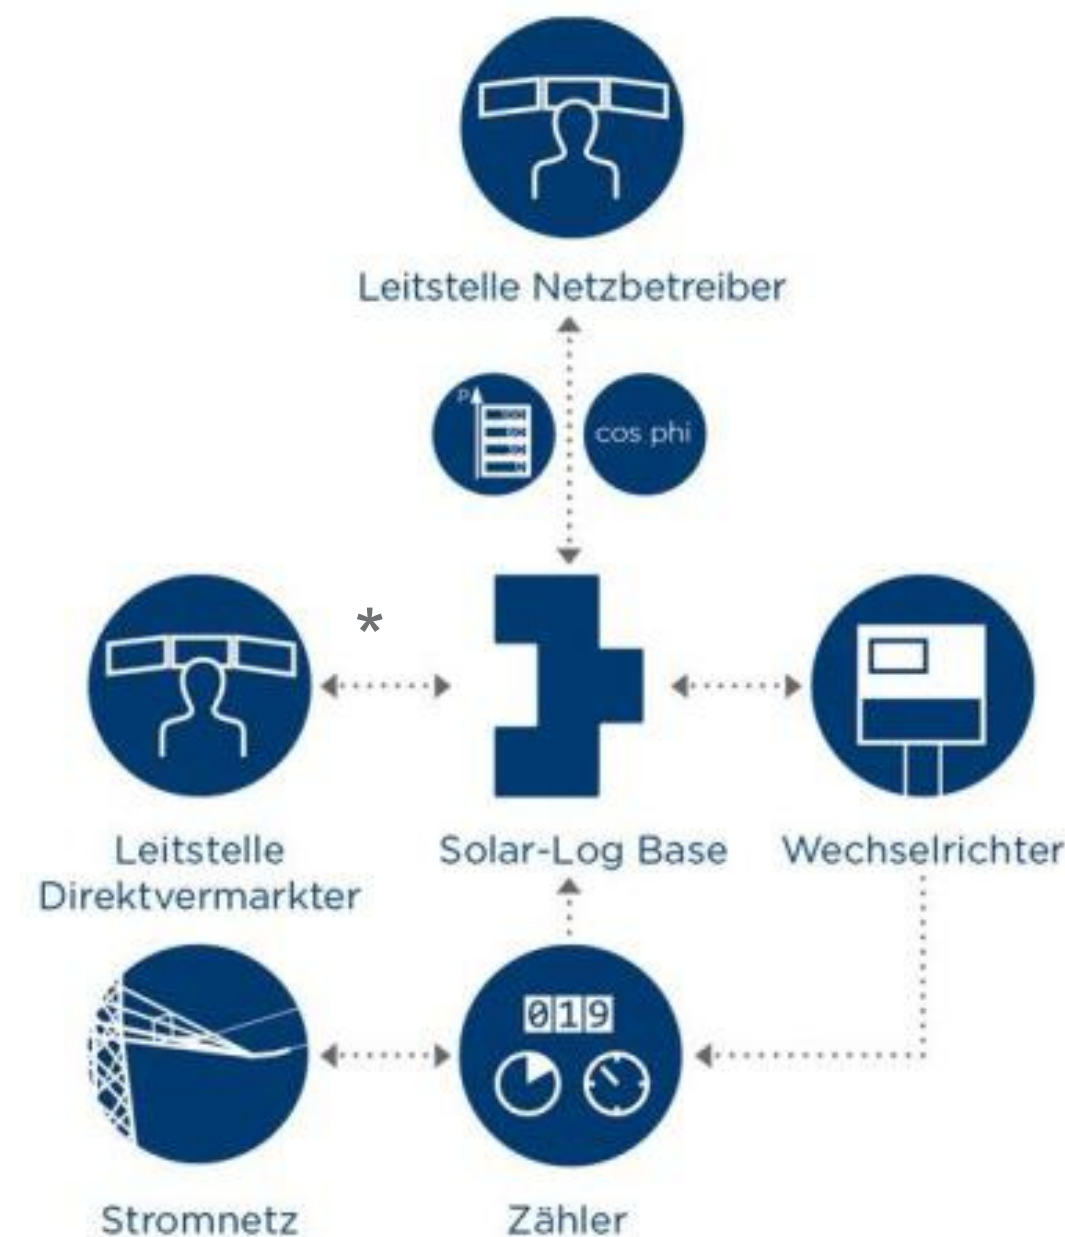 Leitstelle Netzbetreiber
P
cos phi
*
Leitstelle
Direktvermarkter
Solar-Log Base
Wechselrichter
019
Stromnetz
Zähler